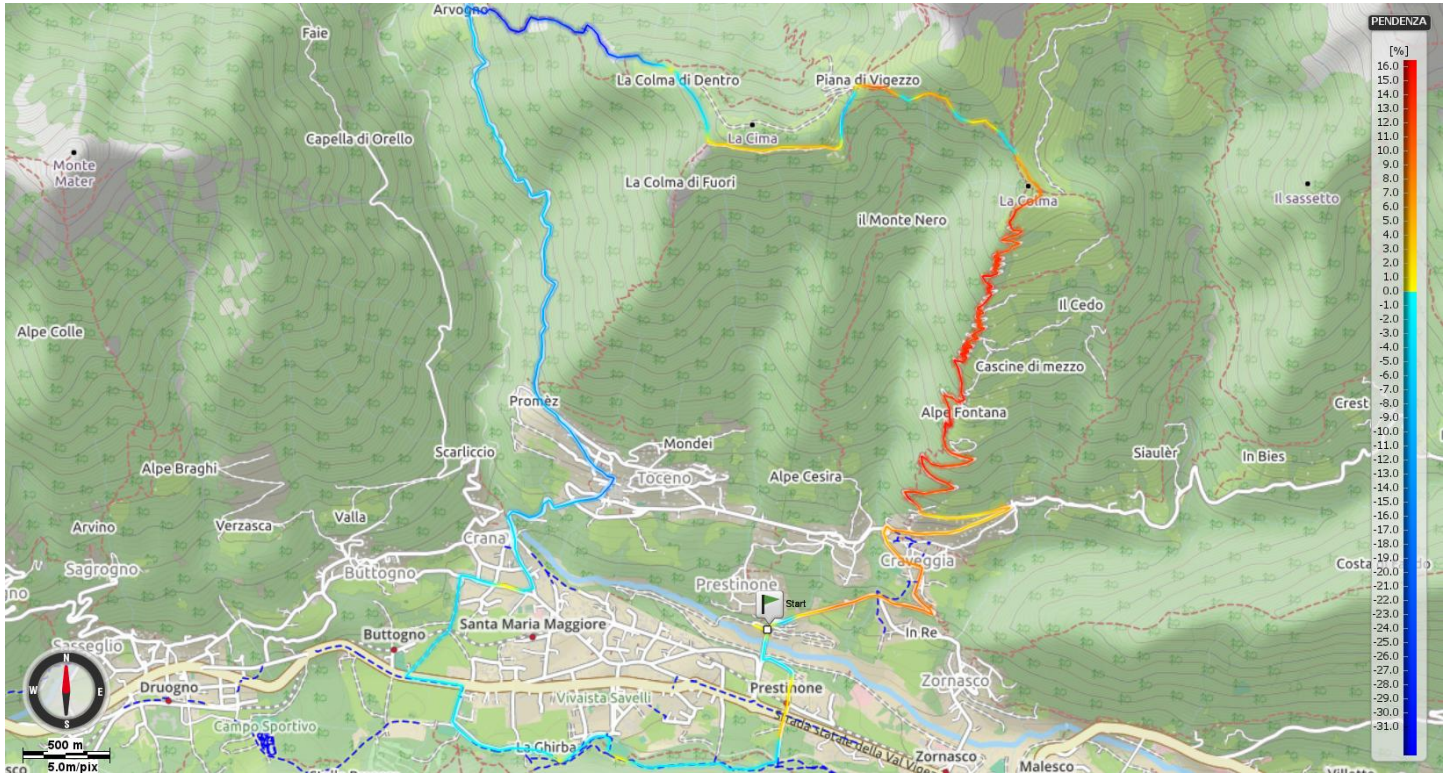 Arvogno
PENDENZA
Faie
[%]
16.0
15.0
14.0
13.0
12.0
11.0
10.0
9.0
8.0
7.0
6.0
5.0
4.0
3.0
2.0
1.0
0.0
-1.0
-2.0
-3.0
-4.0
-5.0
-6.0
-7.0
-8.0
-9.0
-10.0
-11.0
-12.0
-13.0
-14.0
-15.0
-16.0
-17.0
-18.0
-19.0
-20.0
-21.0
-22.0
-23.0
-24.0
-25.0
-26.0
-27.0
-28.0
-29.0
-30.0
-31.0
La Colma di Dentro
Piana di Vigezzo
Capella di Orello
La Cima
Monte
Mater
La Colma di Fuori
La Colma
Il sassetto
il Monte Nero
Il Cedo
Alpe Colle
Cascine di mezzo
Promèz
Alpe Fontana
Crest
Mondei
Scarliccio
Siaulèr
In Bies
Alpe Braghi
Toceno
Alpe Cesira
Arvino
Verzasca
Valla
Crana
Craveggia
Sagrogno
Buttogno
Prestinone
Start
Santa Maria Maggiore
Buttogno
In Re
Sasseglio
N
W
E
S
Druogno
Vivaista Savelli
Prestinone
Zornasco
Campo Sportivo
La Ghirba
500 m
5.0m/pix
Zornasco
Malesco